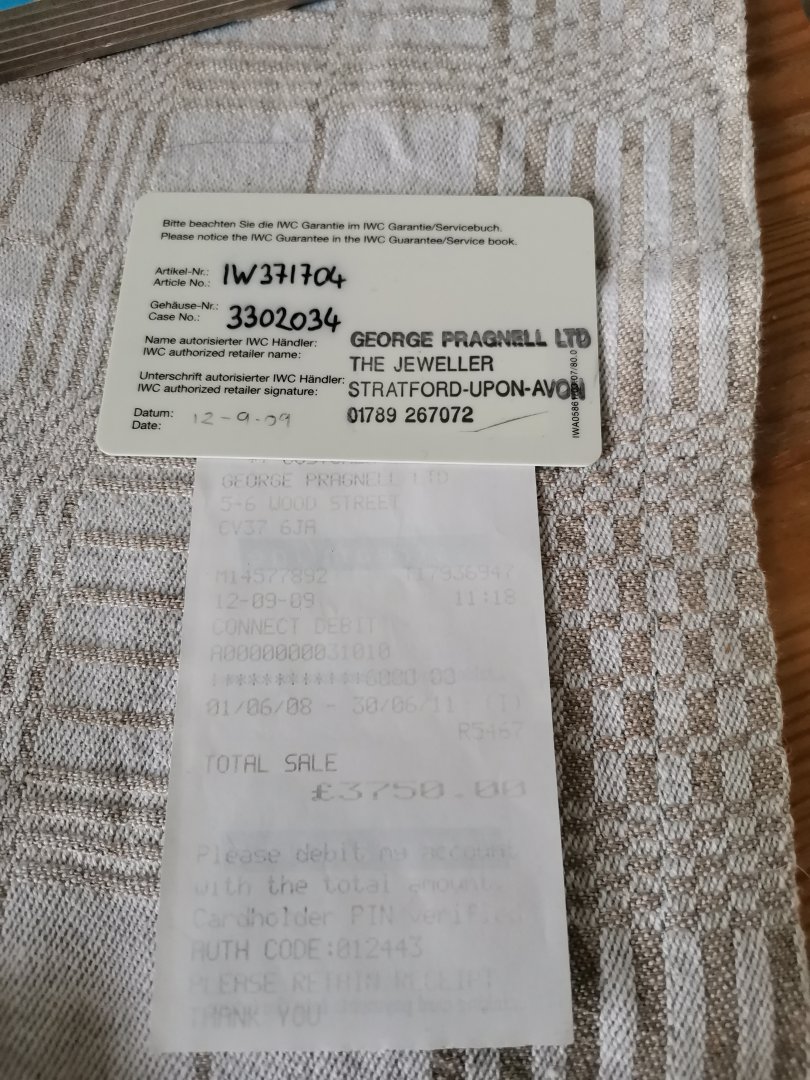 Bitte beachten Sie die IWC Garantie im IWC Garantie/Servicebuch.
Please notice the IWC Guarantee in the IWC Guarantee/Service book.
Artikel-Nr.:
Article No.: IW371704
Gehäuse-Nr.:
Case No.: 3302034
Name autorisierter IWC Händler: GEORGE PRAGNELL LTD
IWC authorized retailer name: THE JEWELLER
Unterschrift autorisierter IWC Händler: STRATFORD-UPON-AVON
IWC authorized retailer signature:
Datum: 01789 267072
Date: 12-9-09
GEORGE PRAGNELL LTD
5-6 WOOD STREET
CV37 6JA
M14577892 T17936947
12-09-09 11:18
CONNECT DEBIT
A0000000031010
01/06/08 - 30/06/11 (I)
TOTAL SALE
£3750.00
Please debit my account
with the total amount
Cardholder PIN verified
AUTH CODE:012443
PLEASE RETAIN RECEIPT
THANK YOU